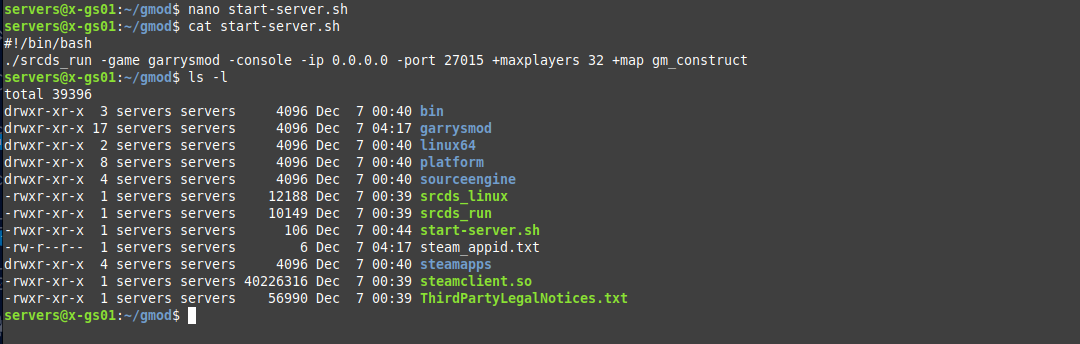 servers@x-gs01:~/gmod$ nano start-server.sh
servers@x-gs01:~/gmod$ cat start-server.sh
#!/bin/bash
./srcds_run -game garrysmod -console -ip 0.0.0.0 -port 27015 +maxplayers 32 +map gm_construct
servers@x-gs01:~/gmod$ ls -l
total 39396
drwxr-xr-x  3 servers servers     4096 Dec  7 00:40 bin
drwxr-xr-x 17 servers servers     4096 Dec  7 04:17 garrysmod
drwxr-xr-x  2 servers servers     4096 Dec  7 00:40 linux64
drwxr-xr-x  8 servers servers     4096 Dec  7 00:40 platform
drwxr-xr-x  4 servers servers     4096 Dec  7 00:40 sourceengine
-rwxr-xr-x  1 servers servers    12188 Dec  7 00:39 srcds_linux
-rwxr-xr-x  1 servers servers    10149 Dec  7 00:39 srcds_run
-rwxr-xr-x  1 servers servers      106 Dec  7 00:44 start-server.sh
-rw-r--r--  1 servers servers        6 Dec  7 04:17 steam_appid.txt
drwxr-xr-x  4 servers servers     4096 Dec  7 00:40 steamapps
-rwxr-xr-x  1 servers servers 40226316 Dec  7 00:39 steamclient.so
-rwxr-xr-x  1 servers servers    56990 Dec  7 00:39 ThirdPartyLegalNotices.txt
servers@x-gs01:~/gmod$